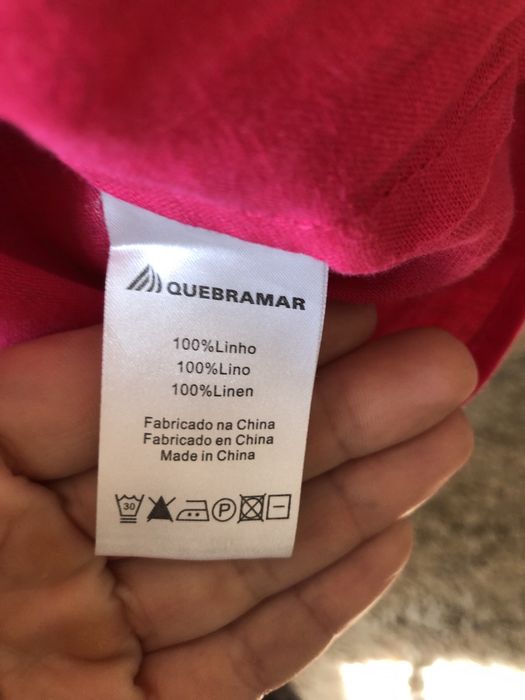 QUEBRAMAR
100%Linho
100%Lino
100%Linen
Fabricado na China
Fabricado en China
Made in China
30 P